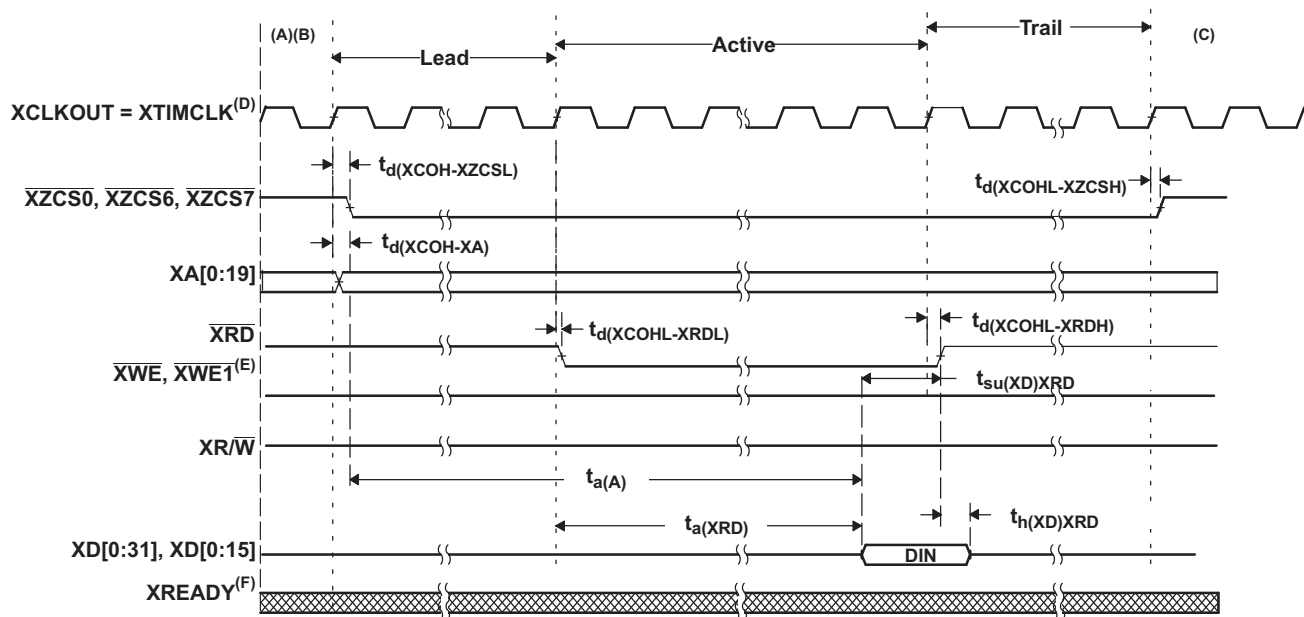 (A)(B)
Lead
Active
Trail
(C)
XCLKOUT = XTIMCLK(D)
td(XCOH-XZCSL)
XZCS0, XZCS6, XZCS7
td(XCOHL-XZCSH)
td(XCOH-XA)
XA[0:19]
XRD
td(XCOHL-XRDL)
td(XCOHL-XRDH)
XWE, XWE1(E)
tsu(XD)XRD
XR/W
ta(A)
ta(XRD)
th(XD)XRD
XD[0:31], XD[0:15]
DIN
XREADY(F)